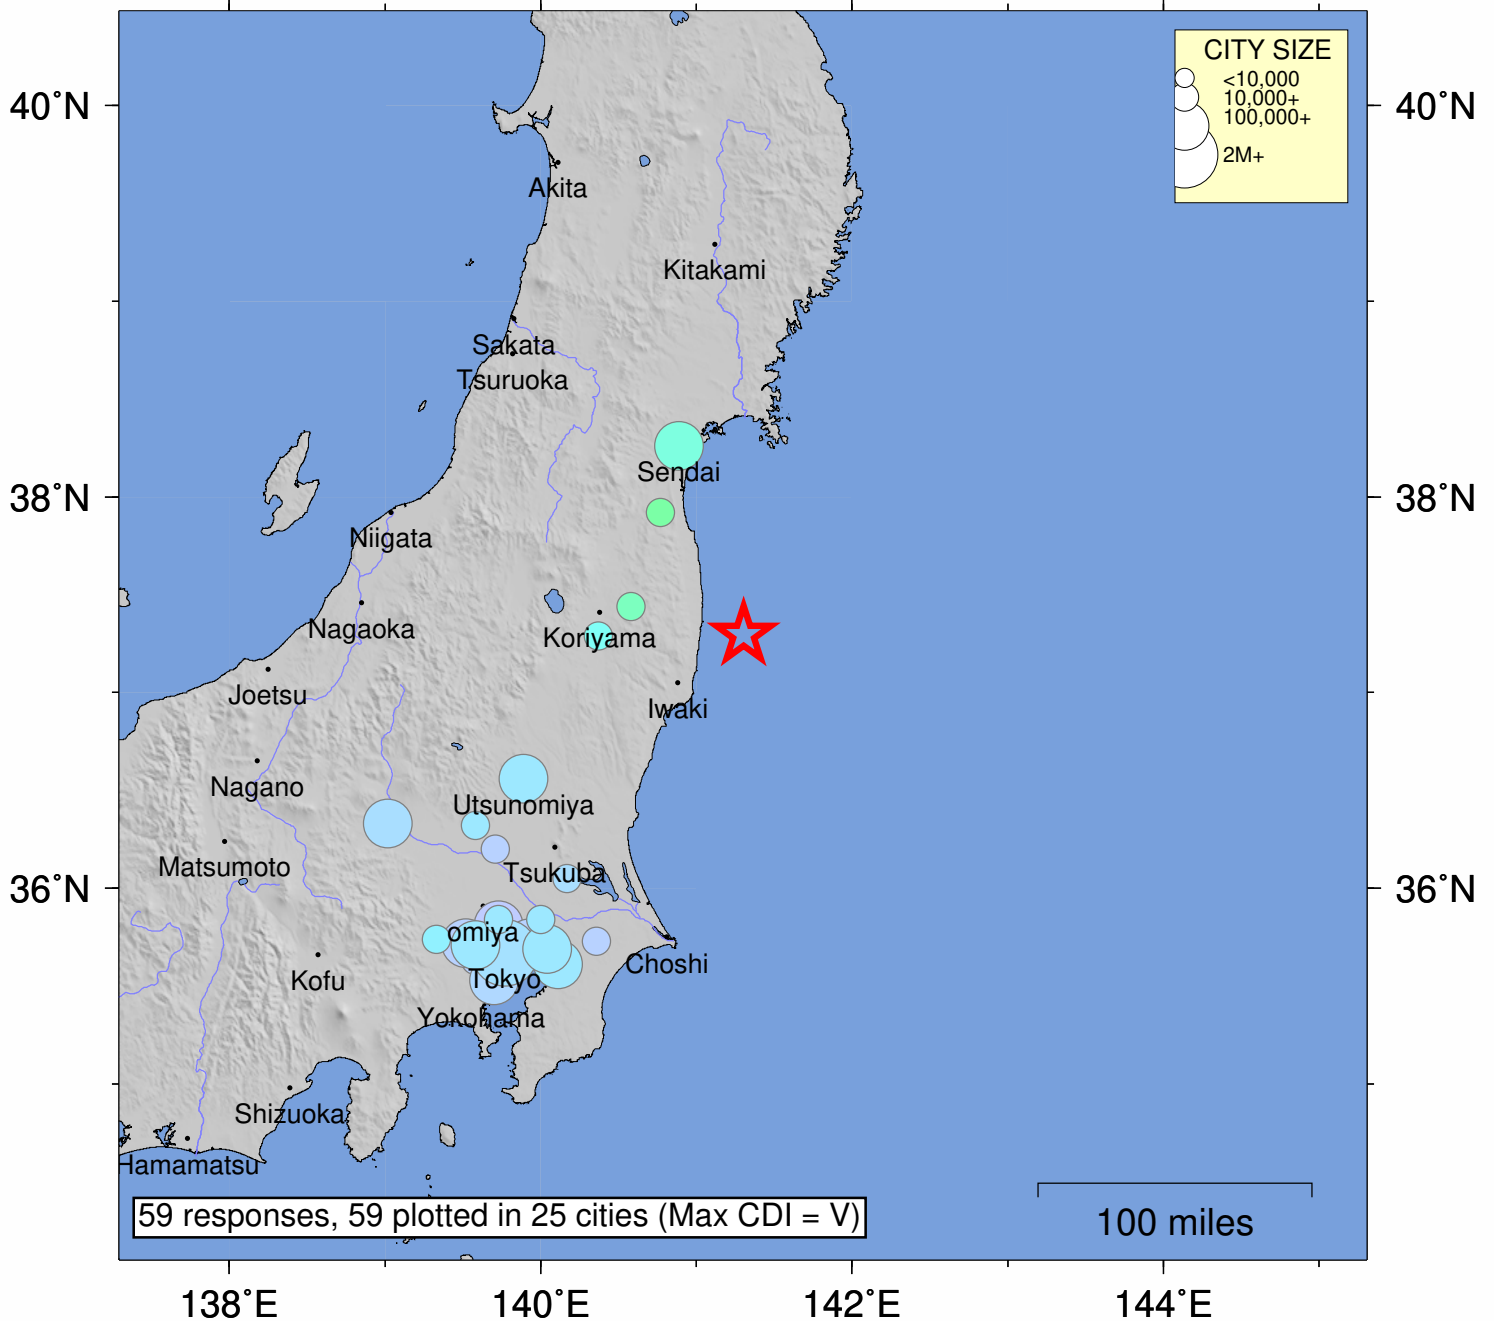 CITY SIZE
<10,000
10,000+
100,000+
2M+
40˚N
40˚N
Akita
Kitakami
Sakata
Tsuruoka
Sendai
38˚N
38˚N
Niigata
Nagaoka
Koriyama
Joetsu
Iwaki
Nagano
Utsunomiya
Matsumoto
Tsukuba
36˚N
36˚N
omiya
Choshi
Kofu
Tokyo
Yokohama
Shizuoka
Hamamatsu
59 responses, 59 plotted in 25 cities (Max CDI = V)
100 miles
138˚E
140˚E
142˚E
144˚E